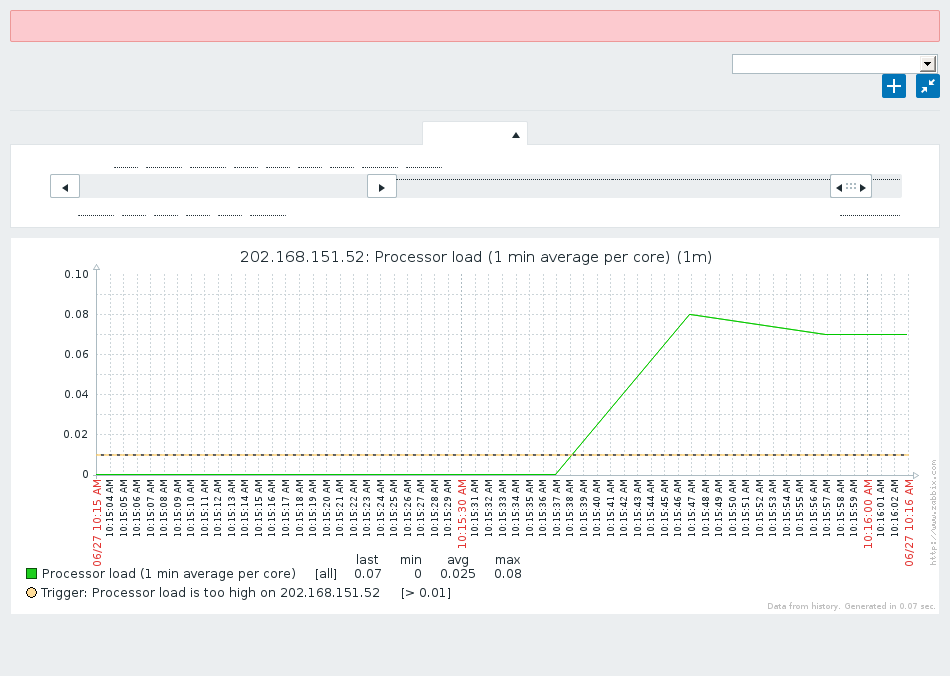 202.168.151.52: Processor load (1 min average per core) (1m)
0.10
0.08
0.06
0.04
0.02
0
06/27 10:15 AM
10:15:04 AM
10:15:05 AM
10:15:06 AM
10:15:07 AM
10:15:08 AM
10:15:09 AM
10:15:10 AM
10:15:11 AM
10:15:12 AM
10:15:13 AM
10:15:14 AM
10:15:15 AM
10:15:16 AM
10:15:17 AM
10:15:18 AM
10:15:19 AM
10:15:20 AM
10:15:21 AM
10:15:22 AM
10:15:23 AM
10:15:24 AM
10:15:25 AM
10:15:26 AM
10:15:27 AM
10:15:28 AM
10:15:29 AM
10:15:30 AM
10:15:31 AM
10:15:32 AM
10:15:33 AM
10:15:34 AM
10:15:35 AM
10:15:36 AM
10:15:37 AM
10:15:38 AM
10:15:39 AM
10:15:40 AM
10:15:41 AM
10:15:42 AM
10:15:43 AM
10:15:44 AM
10:15:45 AM
10:15:46 AM
10:15:47 AM
10:15:48 AM
10:15:49 AM
10:15:50 AM
10:15:51 AM
10:15:52 AM
10:15:53 AM
10:15:54 AM
10:15:55 AM
10:15:56 AM
10:15:57 AM
10:15:58 AM
10:15:59 AM
10:16:00 AM
10:16:01 AM
10:16:02 AM
06/27 10:16 AM
http://www.zabbix.com
last min avg max
Processor load (1 min average per core) [all] 0.07 0 0.025 0.08
Trigger: Processor load is too high on 202.168.151.52 [> 0.01]
Data from history. Generated in 0.07 sec.